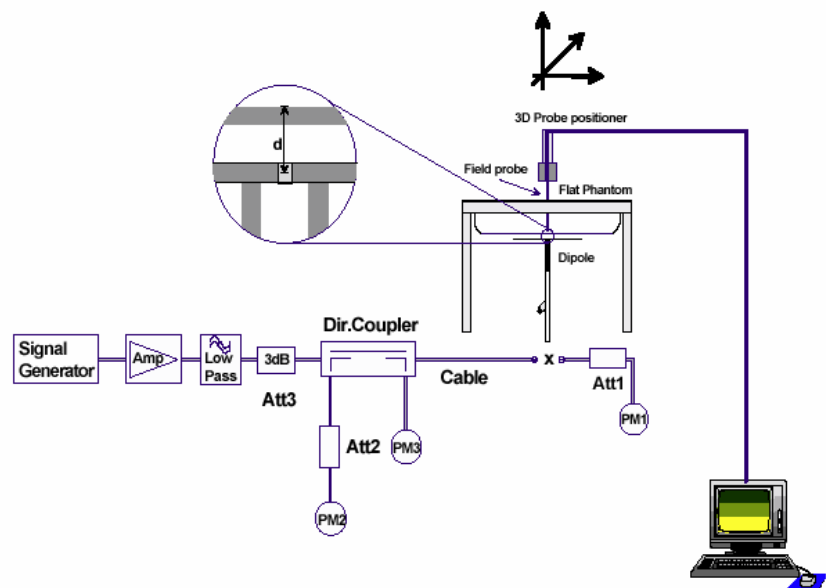 3D Probe positioner
d
Field probe
Flat Phantom
Dipole
Dir.Coupler
Signal
Generator
Amp
Low
Pass
3dB
Cable
x
Att1
Att3
PM1
Att2
PM3
PM2